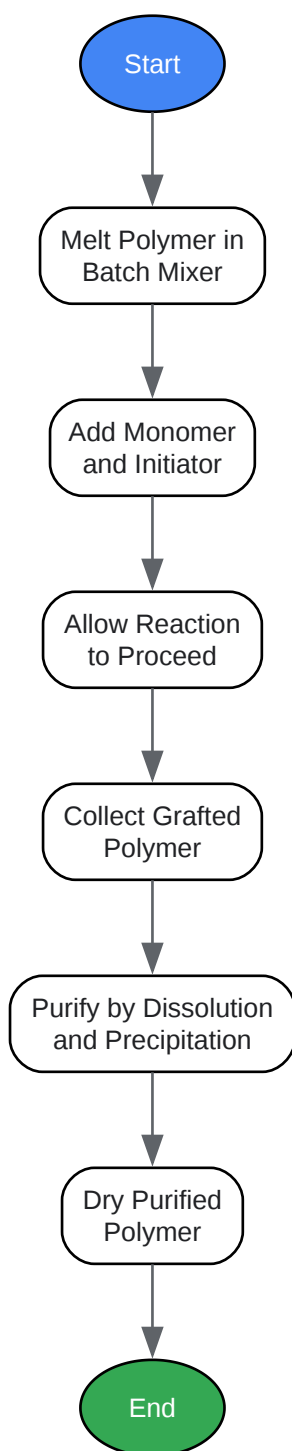 Start
Melt Polymer in
Batch Mixer
Add Monomer
and Initiator
Allow Reaction
to Proceed
Collect Grafted
Polymer
Purify by Dissolution
and Precipitation
Dry Purified
Polymer
End